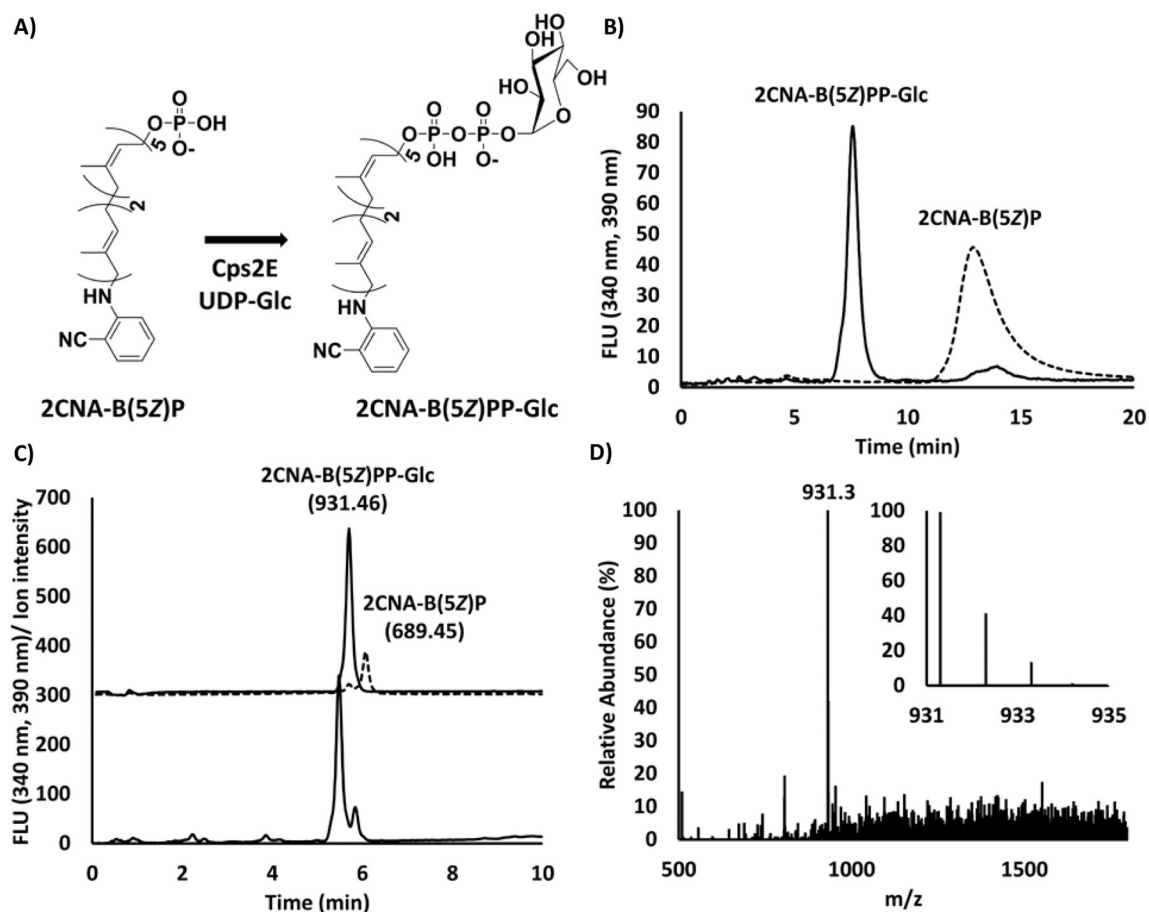 A)
O
O P OH
5 O-
2
HN
NC
2CNA-B(5Z)P
Cps2E
UDP-Glc
OH
HO OH
HO OH
O O O
O P O P O
5 OH O-
2
HN
NC
2CNA-B(5Z)PP-Glc
B)
2CNA-B(5Z)PP-Glc
2CNA-B(5Z)P
FLU (340 nm, 390 nm)
90
80
70
60
50
40
30
20
10
0
0 5 10 15 20
Time (min)
C)
2CNA-B(5Z)PP-Glc
(931.46)
2CNA-B(5Z)P
(689.45)
FLU (340 nm, 390 nm)/ Ion intensity
700
600
500
400
300
200
100
0
0 2 4 6 8 10
Time (min)
D)
931.3
Relative Abundance (%)
100
90
80
70
60
50
40
30
20
10
0
500 1000 1500
m/z
100
80
60
40
20
0
931 933 935